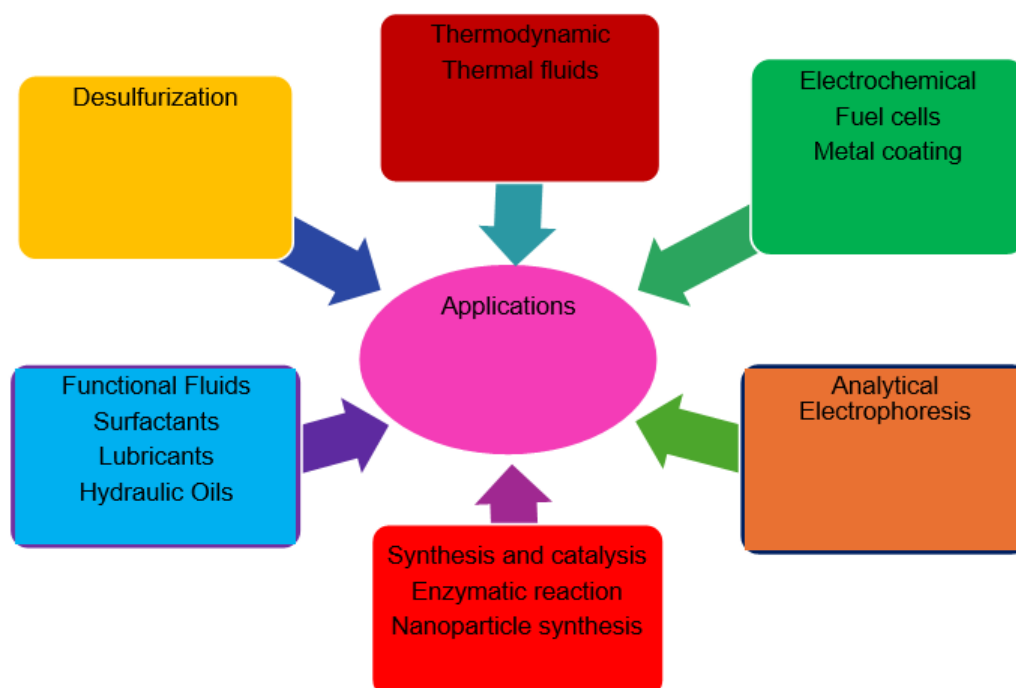 Thermodynamic
Thermal fluids
Desulfurization
Electrochemical
Fuel cells
Metal coating
Applications
Functional Fluids
Surfactants
Lubricants
Hydraulic Oils
Analytical
Electrophoresis
Synthesis and catalysis
Enzymatic reaction
Nanoparticle synthesis